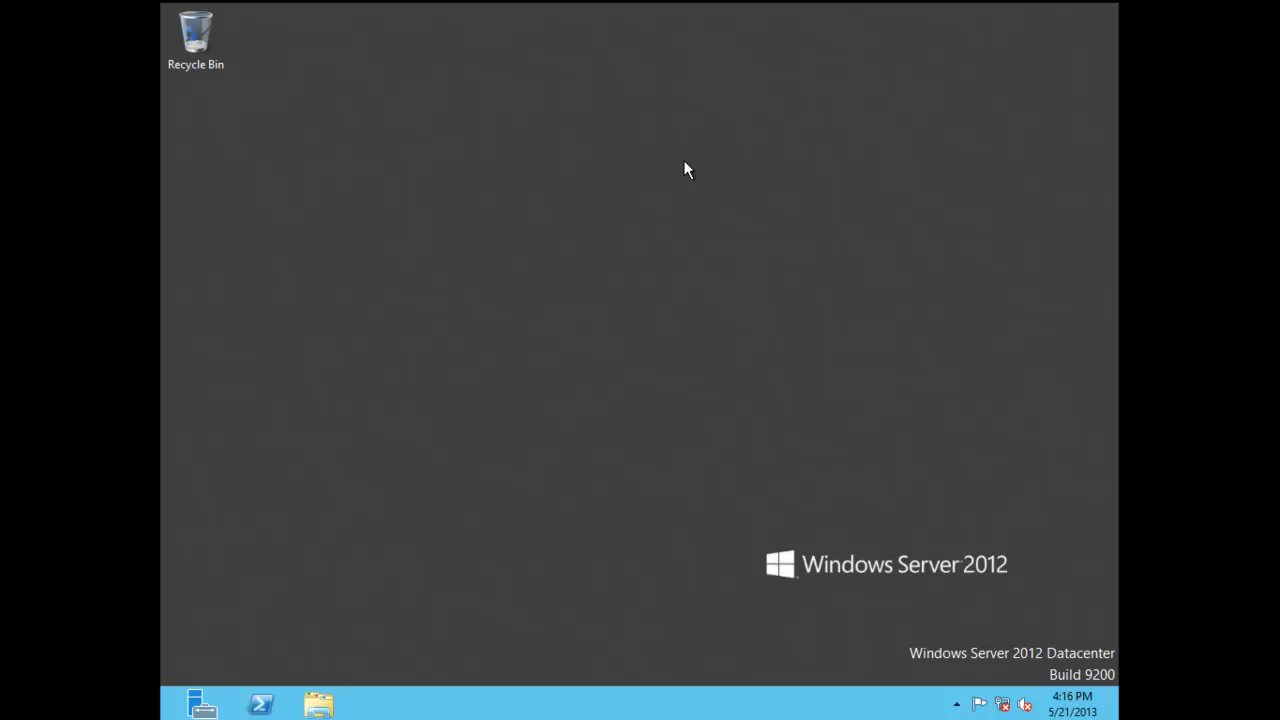 Recycle Bin
Windows Server 2012
Windows Server 2012 Datacenter
Build 9200
4:16 PM
5/21/2013